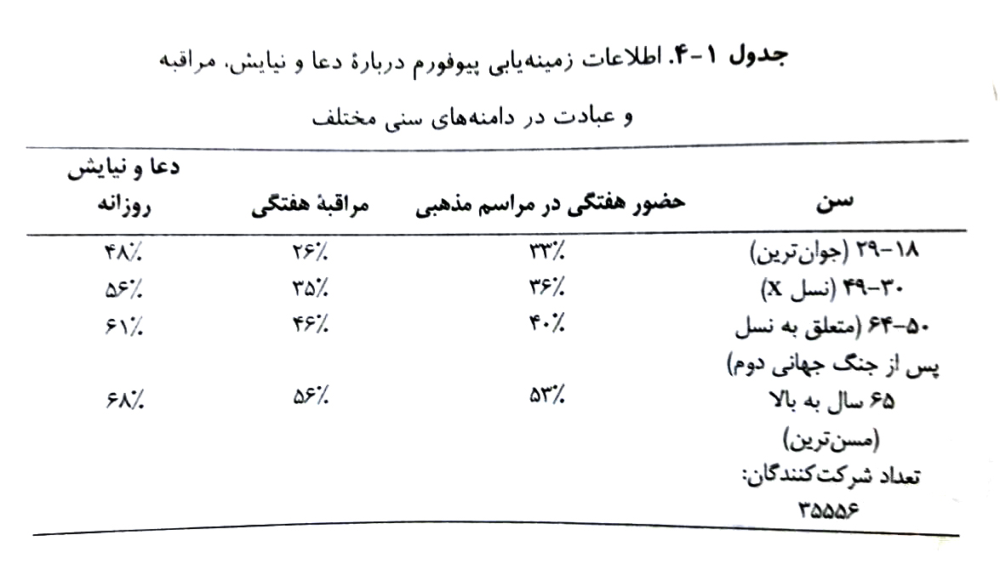 جدول ۱-۴. اطلاعات زمینه‌یابی پیوفورم دربارهٔ دعا و نیایش، مراقبه
و عبادت در دامنه‌های سنی مختلف
سن حضور هفتگی در مراسم مذهبی مراقبهٔ هفتگی دعا و نیایش
روزانه
۱۸-۲۹ (جوان‌ترین) ۳۳٪ ۲۶٪ ۴۸٪
۳۰-۴۹ (نسل X) ۳۶٪ ۳۵٪ ۵۶٪
۵۰-۶۴ (متعلق به نسل ۴۰٪ ۴۶٪ ۶۱٪
پس از جنگ جهانی دوم)
۶۵ سال به بالا ۵۳٪ ۵۶٪ ۶۸٪
(مسن‌ترین)
تعداد شرکت‌کنندگان:
۳۵۵۵۶